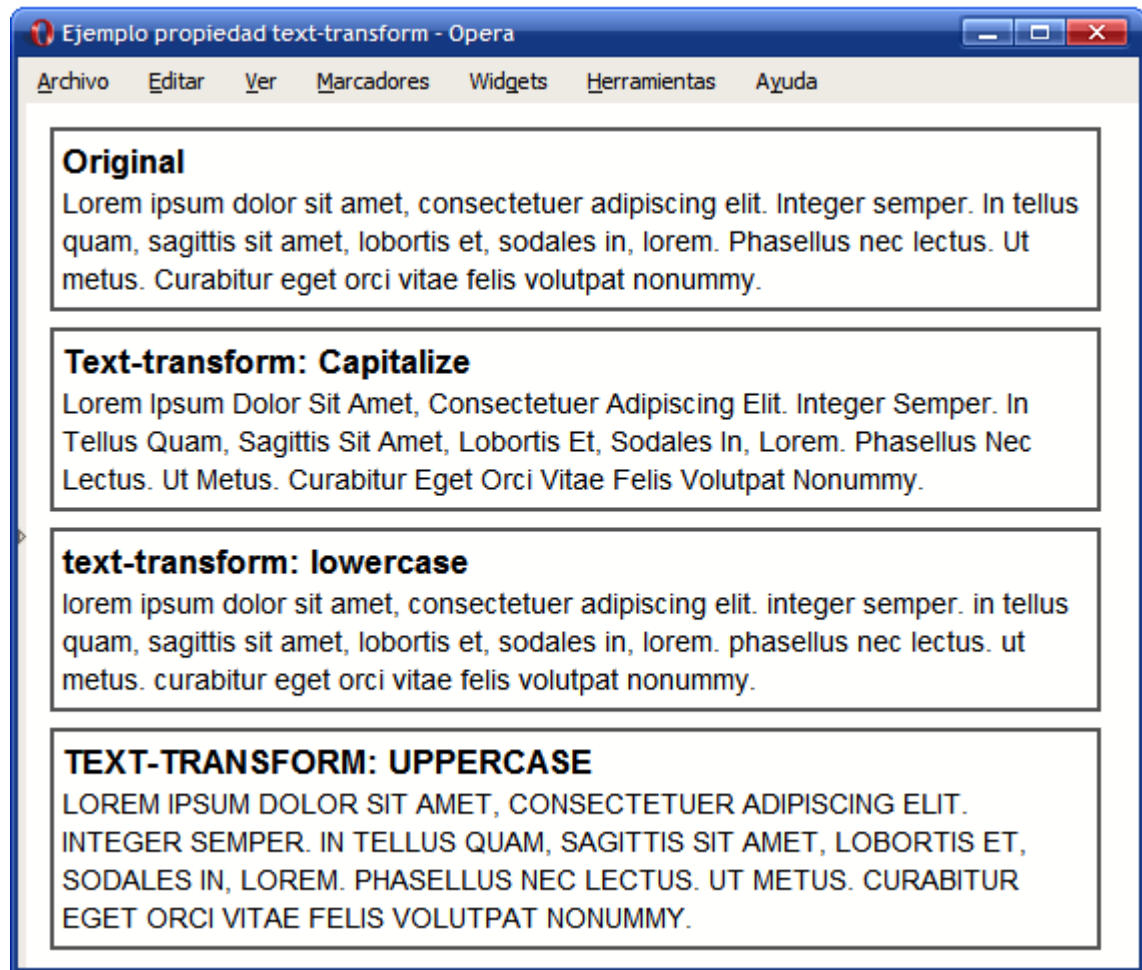 Ejemplo propiedad text-transform - Opera
Archivo Editar Ver Marcadores Widgets Herramientas Ayuda
Original
Lorem ipsum dolor sit amet, consectetuer adipiscing elit. Integer semper. In tellus
quam, sagittis sit amet, lobortis et, sodales in, lorem. Phasellus nec lectus. Ut
metus. Curabitur eget orci vitae felis volutpat nonummy.
Text-transform: Capitalize
Lorem Ipsum Dolor Sit Amet, Consectetuer Adipiscing Elit. Integer Semper. In
Tellus Quam, Sagittis Sit Amet, Lobortis Et, Sodales In, Lorem. Phasellus Nec
Lectus. Ut Metus. Curabitur Eget Orci Vitae Felis Volutpat Nonummy.
text-transform: lowercase
lorem ipsum dolor sit amet, consectetuer adipiscing elit. integer semper. in tellus
quam, sagittis sit amet, lobortis et, sodales in, lorem. phasellus nec lectus. ut
metus. curabitur eget orci vitae felis volutpat nonummy.
TEXT-TRANSFORM: UPPERCASE
LOREM IPSUM DOLOR SIT AMET, CONSECTETUER ADIPISCING ELIT.
INTEGER SEMPER. IN TELLUS QUAM, SAGITTIS SIT AMET, LOBORTIS ET,
SODALES IN, LOREM. PHASELLUS NEC LECTUS. UT METUS. CURABITUR
EGET ORCI VITAE FELIS VOLUTPAT NONUMMY.